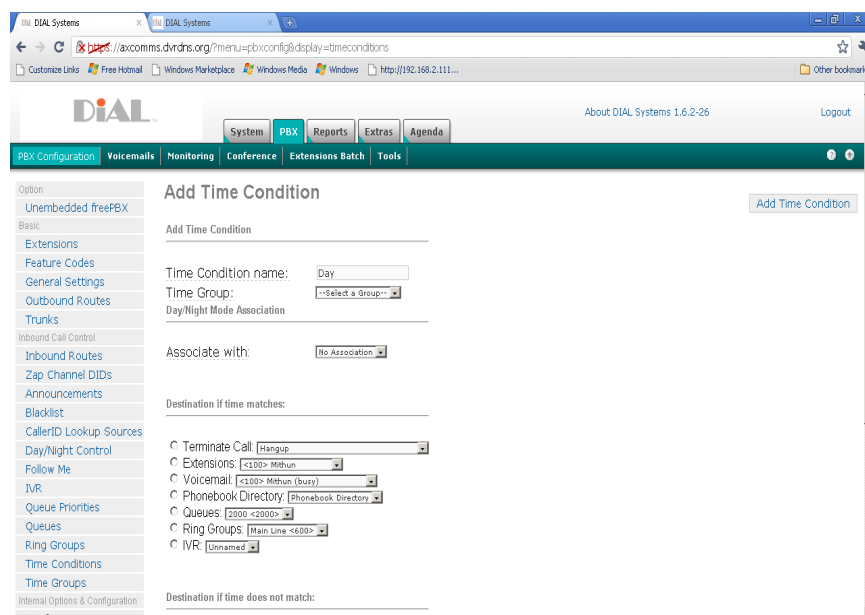 DIAL Systems
DIAL Systems
https://axcomms.dvrdns.org/?menu=pbxconfig&display=timeconditions
Customize Links Free Hotmail Windows Marketplace Windows Media Windows http://192.168.2.111... Other bookmark
DiAL
About DIAL Systems 1.6.2-26 Logout
System PBX Reports Extras Agenda
PBX Configuration Voicemails Monitoring Conference Extensions Batch Tools
Option
Unembedded freePBX
Basic
Extensions
Feature Codes
General Settings
Outbound Routes
Trunks
Inbound Call Control
Inbound Routes
Zap Channel DIDs
Announcements
Blacklist
CallerID Lookup Sources
Day/Night Control
Follow Me
IVR
Queue Priorities
Queues
Ring Groups
Time Conditions
Time Groups
Internal Options & Configuration
Add Time Condition
Add Time Condition
Add Time Condition
Time Condition name: Day
Time Group: --Select a Group--
Day/Night Mode Association
Associate with: No Association
Destination if time matches:
Terminate Call: Hangup
Extensions: <100> Mithun
Voicemail: <100> Mithun (busy)
Phonebook Directory: Phonebook Directory
Queues: 2000 <2000>
Ring Groups: Main Line <600>
IVR: Unnamed
Destination if time does not match: